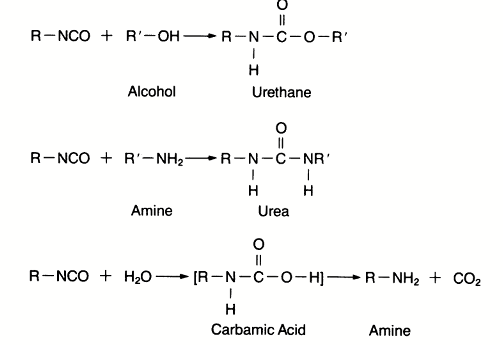 O
R–NCO + R′–OH → R–N–C–O–R′
H
Alcohol Urethane
O
R–NCO + R′–NH₂ → R–N–C–NR′
H H
Amine Urea
O
R–NCO + H₂O → [R–N–C–O–H] → R–NH₂ + CO₂
H
Carbamic Acid Amine